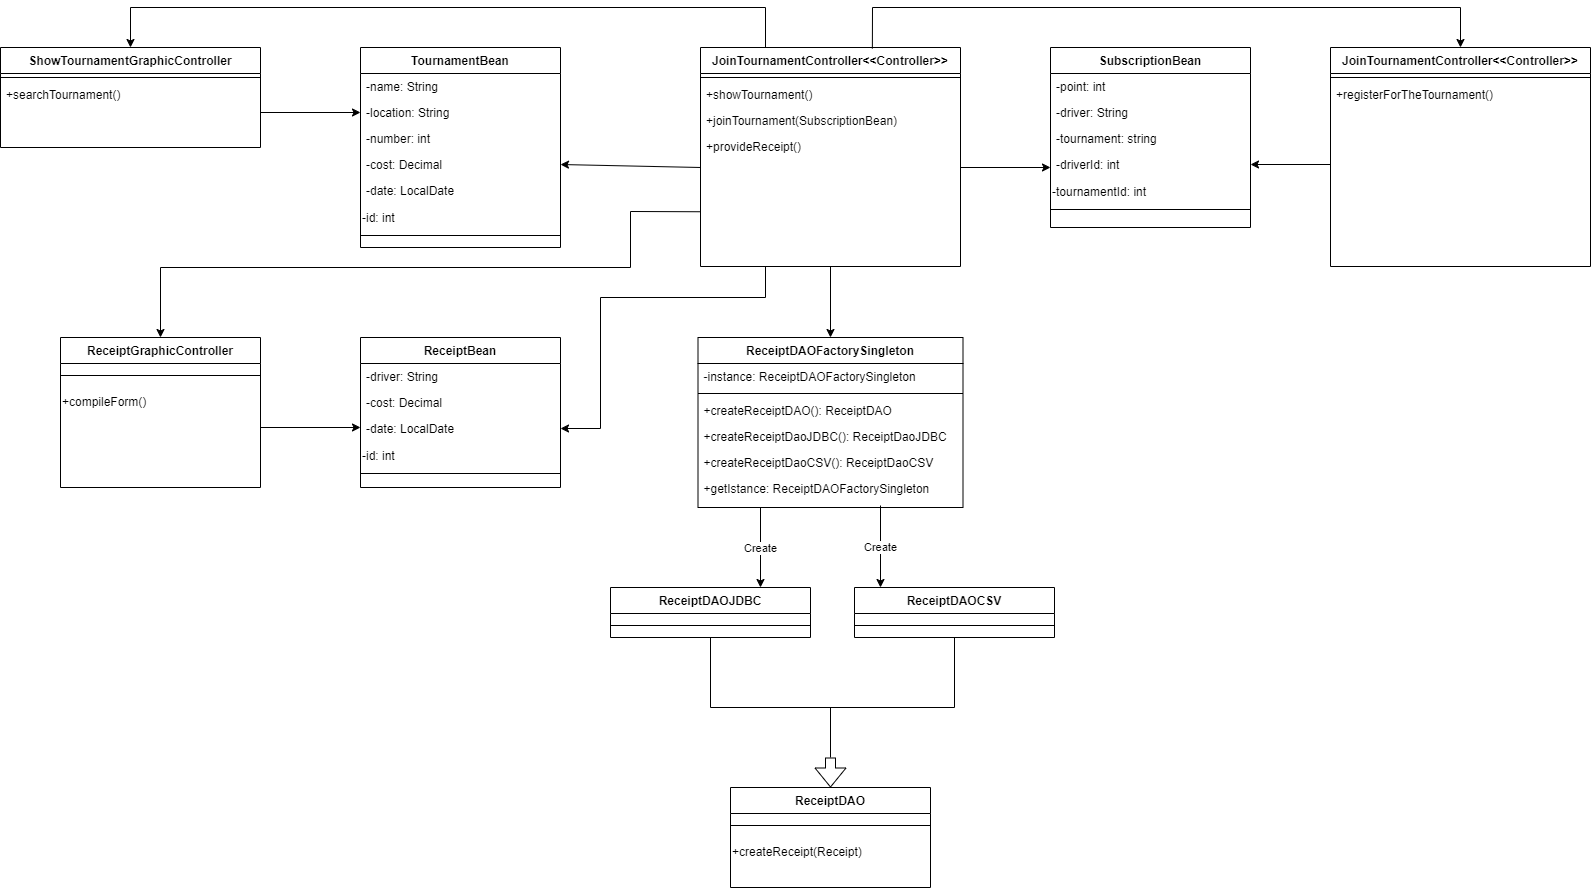 ShowTournamentGraphicController
+searchTournament()
TournamentBean
-name: String
-location: String
-number: int
-cost: Decimal
-date: LocalDate
-id: int
JoinTournamentController<<Controller>>
+showTournament()
+joinTournament(SubscriptionBean)
+provideReceipt()
SubscriptionBean
-point: int
-driver: String
-tournament: string
-driverId: int
-tournamentId: int
JoinTournamentController<<Controller>>
+registerForTheTournament()
ReceiptGraphicController
+compileForm()
ReceiptBean
-driver: String
-cost: Decimal
-date: LocalDate
-id: int
ReceiptDAOFactorySingleton
-instance: ReceiptDAOFactorySingleton
+createReceiptDAO(): ReceiptDAO
+createReceiptDaoJDBC(): ReceiptDaoJDBC
+createReceiptDaoCSV(): ReceiptDaoCSV
+getIstance: ReceiptDAOFactorySingleton
Create
Create
ReceiptDAOJDBC
ReceiptDAOCSV
ReceiptDAO
+createReceipt(Receipt)